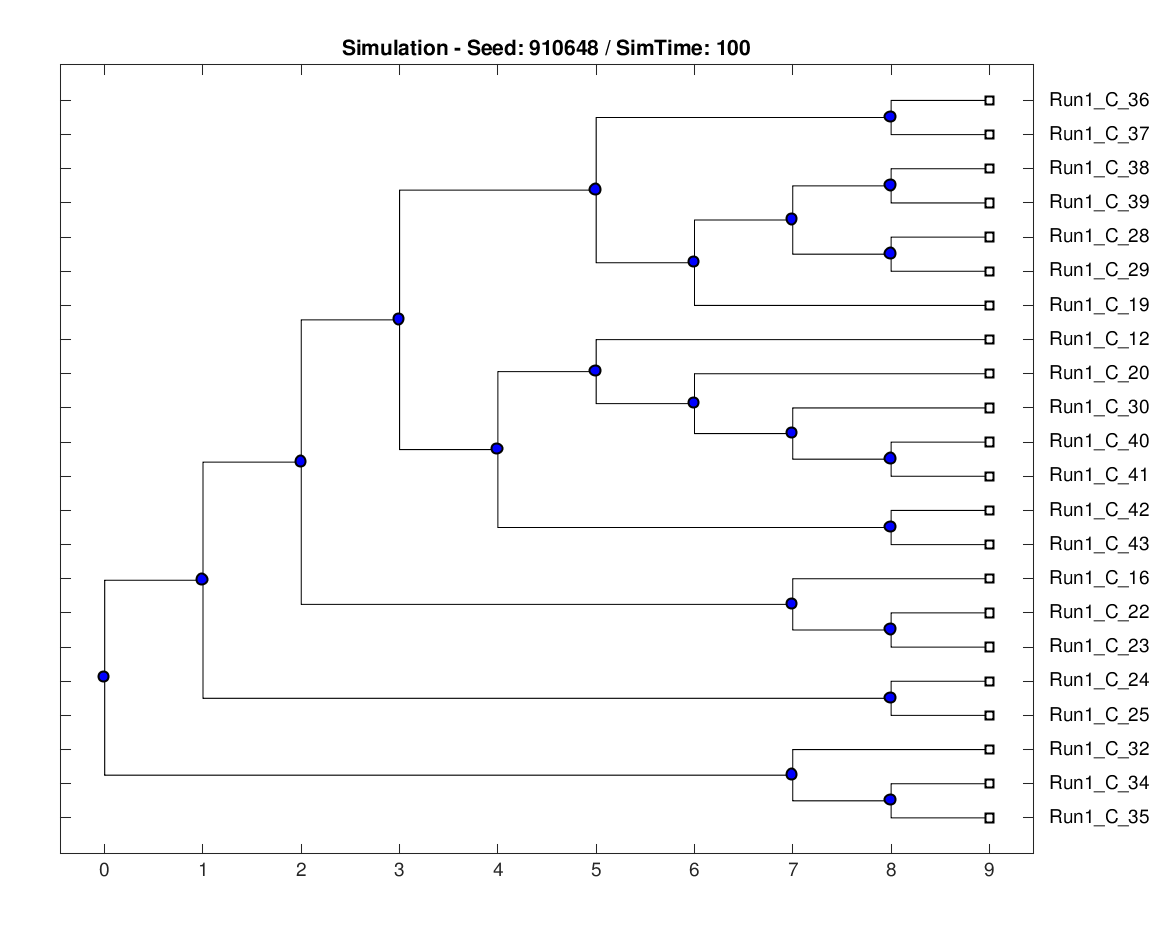 Simulation - Seed: 910648 / SimTime: 100
Run1_C_36
Run1_C_37
Run1_C_38
Run1_C_39
Run1_C_28
Run1_C_29
Run1_C_19
Run1_C_12
Run1_C_20
Run1_C_30
Run1_C_40
Run1_C_41
Run1_C_42
Run1_C_43
Run1_C_16
Run1_C_22
Run1_C_23
Run1_C_24
Run1_C_25
Run1_C_32
Run1_C_34
Run1_C_35
0 1 2 3 4 5 6 7 8 9